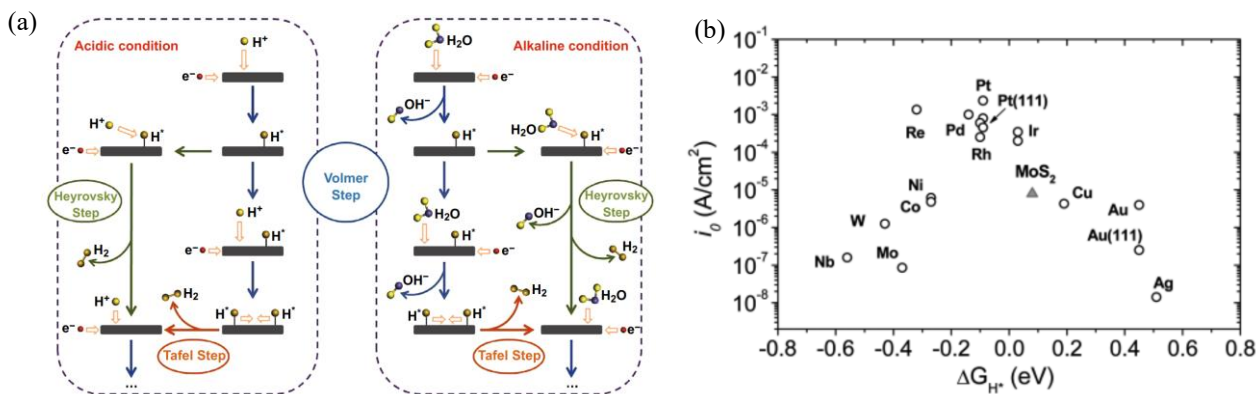 (a)
Acidic condition
H⁺
e⁻
H⁺
H*
H*
e⁻
Heyrovsky
Step
H⁺
H*
e⁻
H₂
H⁺
H₂
H* H*
e⁻
Tafel Step
...
Volmer
Step
Alkaline condition
H₂O
e⁻
OH⁻
H₂O
H*
H*
e⁻
Heyrovsky
Step
H₂O
OH⁻
H*
e⁻
H₂
OH⁻
H₂
H₂O
H* H*
e⁻
Tafel Step
...
(b)
i₀ (A/cm²)
10⁻¹
10⁻²
10⁻³
10⁻⁴
10⁻⁵
10⁻⁶
10⁻⁷
10⁻⁸
Pt
Pt(111)
Re
Pd
Ir
Rh
MoS₂
Ni
Co
Cu
W
Au
Au(111)
Nb
Mo
Ag
-0.8 -0.6 -0.4 -0.2 0.0 0.2 0.4 0.6 0.8
ΔG_H* (eV)